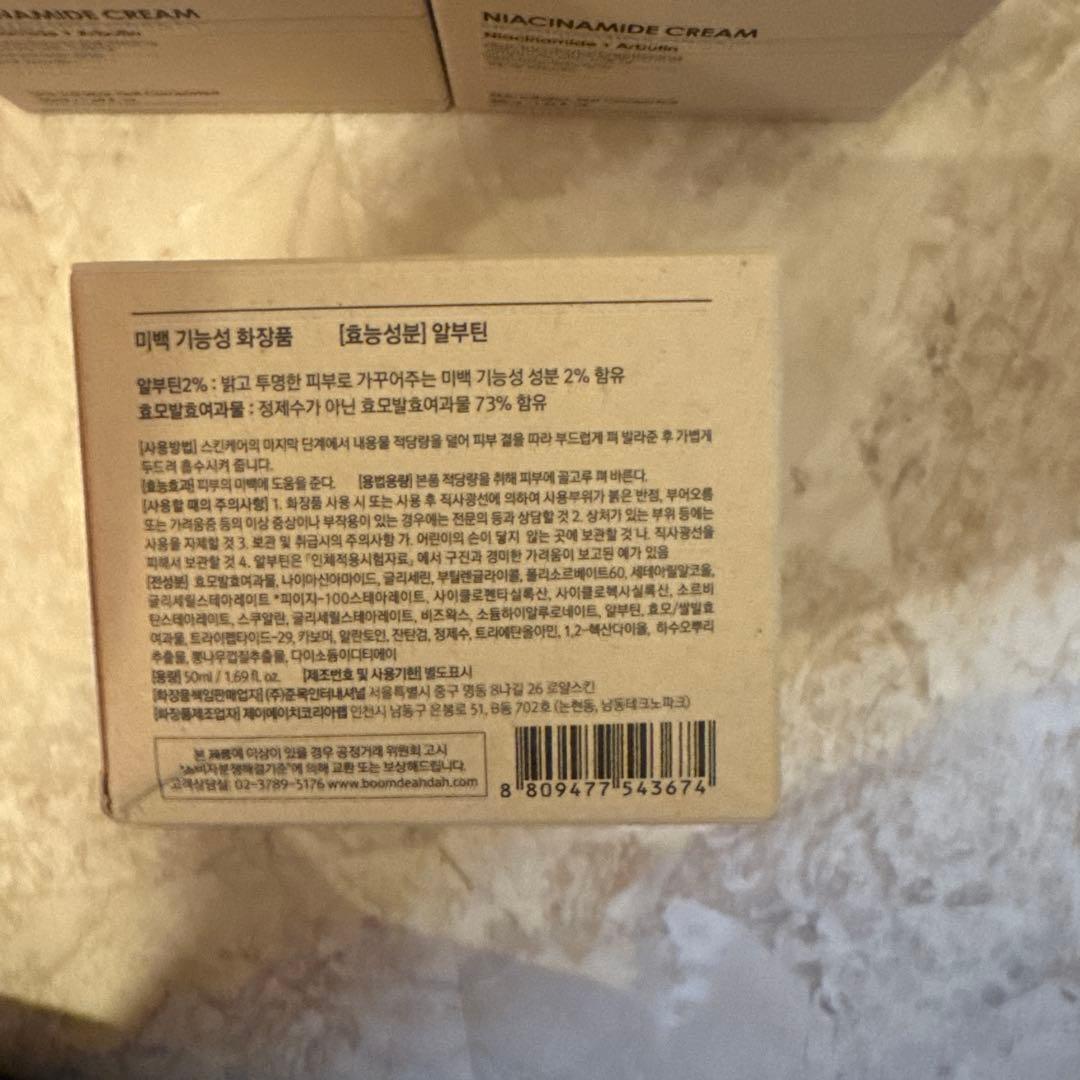 NIAMIDE CREAM
NIACINAMIDE CREAM
Niacinamide + Arbutin
미백 기능성 화장품 [효능성분] 알부틴
알부틴2% : 밝고 투명한 피부로 가꾸어주는 미백 기능성 성분 2% 함유
효모발효여과물 : 정제수가 아닌 효모발효여과물 73% 함유
[사용방법] 스킨케어의 마지막 단계에서 내용물 적당량을 덜어 피부 결을 따라 부드럽게 펴 발라준 후 가볍게
두드려 흡수시켜 줍니다.
[효능효과] 피부의 미백에 도움을 준다. [용법용량] 본품 적당량을 취해 피부에 골고루 펴 바른다.
[사용할 때의 주의사항] 1. 화장품 사용 시 또는 사용 후 직사광선에 의하여 사용부위가 붉은 반점, 부어오름
또는 가려움증 등의 이상 증상이나 부작용이 있는 경우에는 전문의 등과 상담할 것 2. 상처가 있는 부위 등에는
사용을 자제할 것 3. 보관 및 취급시의 주의사항 가. 어린이의 손이 닿지 않는 곳에 보관할 것 나. 직사광선을
피해서 보관할 것 4. 알부틴은 「인체적용시험자료」에서 구진과 경미한 가려움이 보고된 예가 있음
[전성분] 효모발효여과물, 나이아신아마이드, 글리세린, 부틸렌글라이콜, 폴리소르베이트60, 세테아릴알코올,
글리세릴스테아레이트 *피이지-100스테아레이트, 사이클로펜타실록산, 사이클로헥사실록산, 소르비
탄스테아레이트, 스쿠알란, 글리세릴스테아레이트, 비즈왁스, 소듐하이알루로네이트, 알부틴, 효모/쌀발효
여과물, 트라이펩타이드-29, 카보머, 알란토인, 잔탄검, 정제수, 트리에탄올아민, 1,2-헥산다이올, 하수오뿌리
추출물, 뽕나무껍질추출물, 다이소듐이디티에이
[용량] 50ml / 1.69 fl. oz. [제조번호 및 사용기한] 별도표시
[화장품책임판매업자] (주)준목인터내셔널 서울특별시 중구 명동 8나길 26 로얄스킨
[화장품제조업자] 제이에이치코리아랩 인천시 남동구 은봉로 51, B동 702호 (논현동, 남동테크노파크)
본 제품에 이상이 있을 경우 공정거래 위원회 고시
"소비자분쟁해결기준"에 의해 교환 또는 보상해드립니다.
고객상담실 02-3789-5176 www.boomdeahdah.com
8 809477 543674